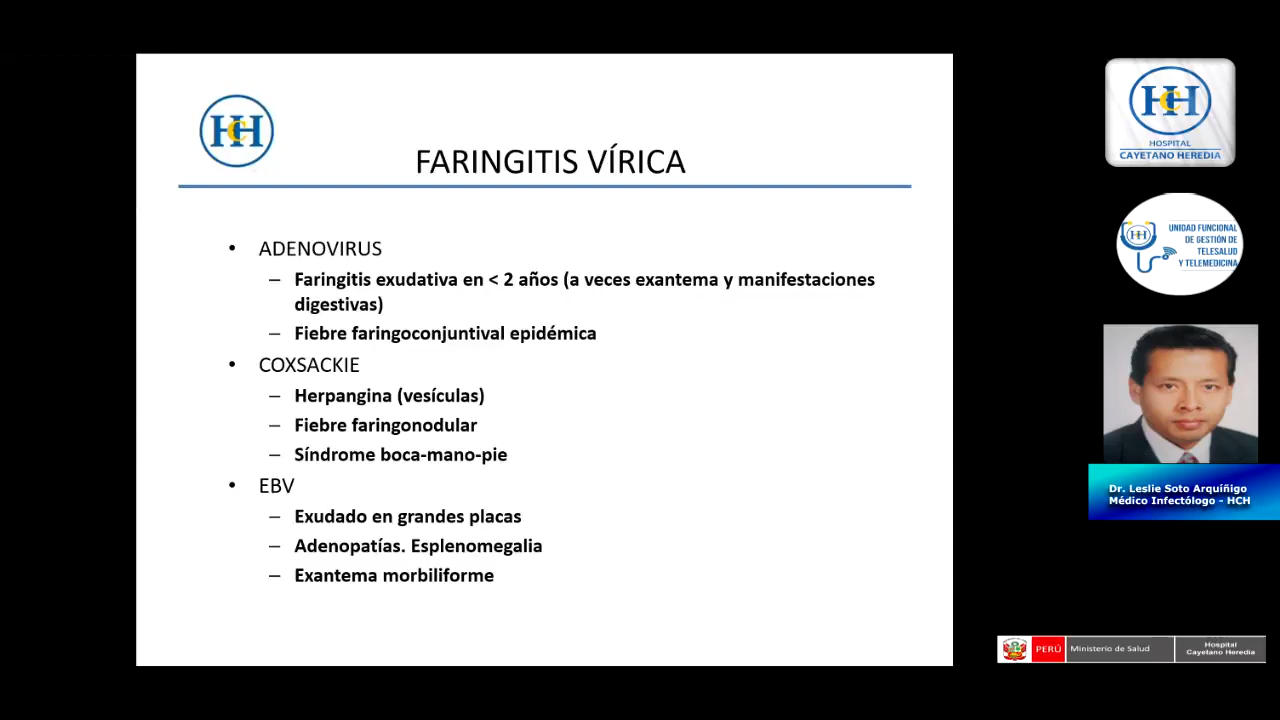 HCH
FARINGITIS VÍRICA
• ADENOVIRUS
– Faringitis exudativa en < 2 años (a veces exantema y manifestaciones
digestivas)
– Fiebre faringoconjuntival epidémica
• COXSACKIE
– Herpangina (vesículas)
– Fiebre faringonodular
– Síndrome boca-mano-pie
• EBV
– Exudado en grandes placas
– Adenopatías. Esplenomegalia
– Exantema morbiliforme
HCH
HOSPITAL
CAYETANO HEREDIA
HCH
UNIDAD FUNCIONAL
DE GESTIÓN DE
TELESALUD
Y TELEMEDICINA
Dr. Leslie Soto Arquíñigo
Médico Infectólogo - HCH
PERÚ
Ministerio de Salud
Hospital
Cayetano Heredia